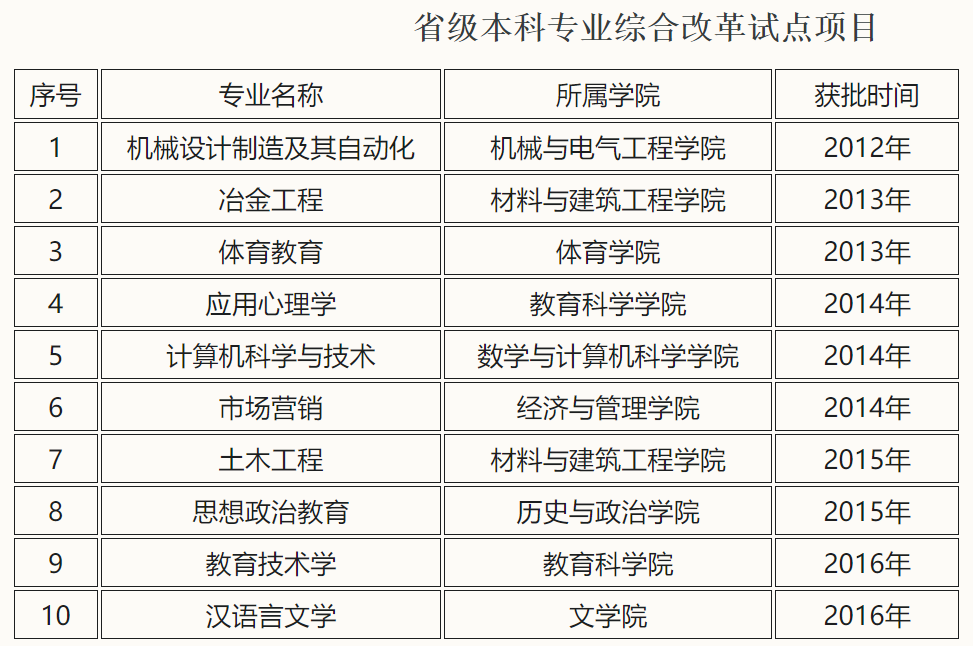 省级本科专业综合改革试点项目
序号 专业名称 所属学院 获批时间
1 机械设计制造及其自动化 机械与电气工程学院 2012年
2 冶金工程 材料与建筑工程学院 2013年
3 体育教育 体育学院 2013年
4 应用心理学 教育科学学院 2014年
5 计算机科学与技术 数学与计算机科学学院 2014年
6 市场营销 经济与管理学院 2014年
7 土木工程 材料与建筑工程学院 2015年
8 思想政治教育 历史与政治学院 2015年
9 教育技术学 教育科学院 2016年
10 汉语言文学 文学院 2016年